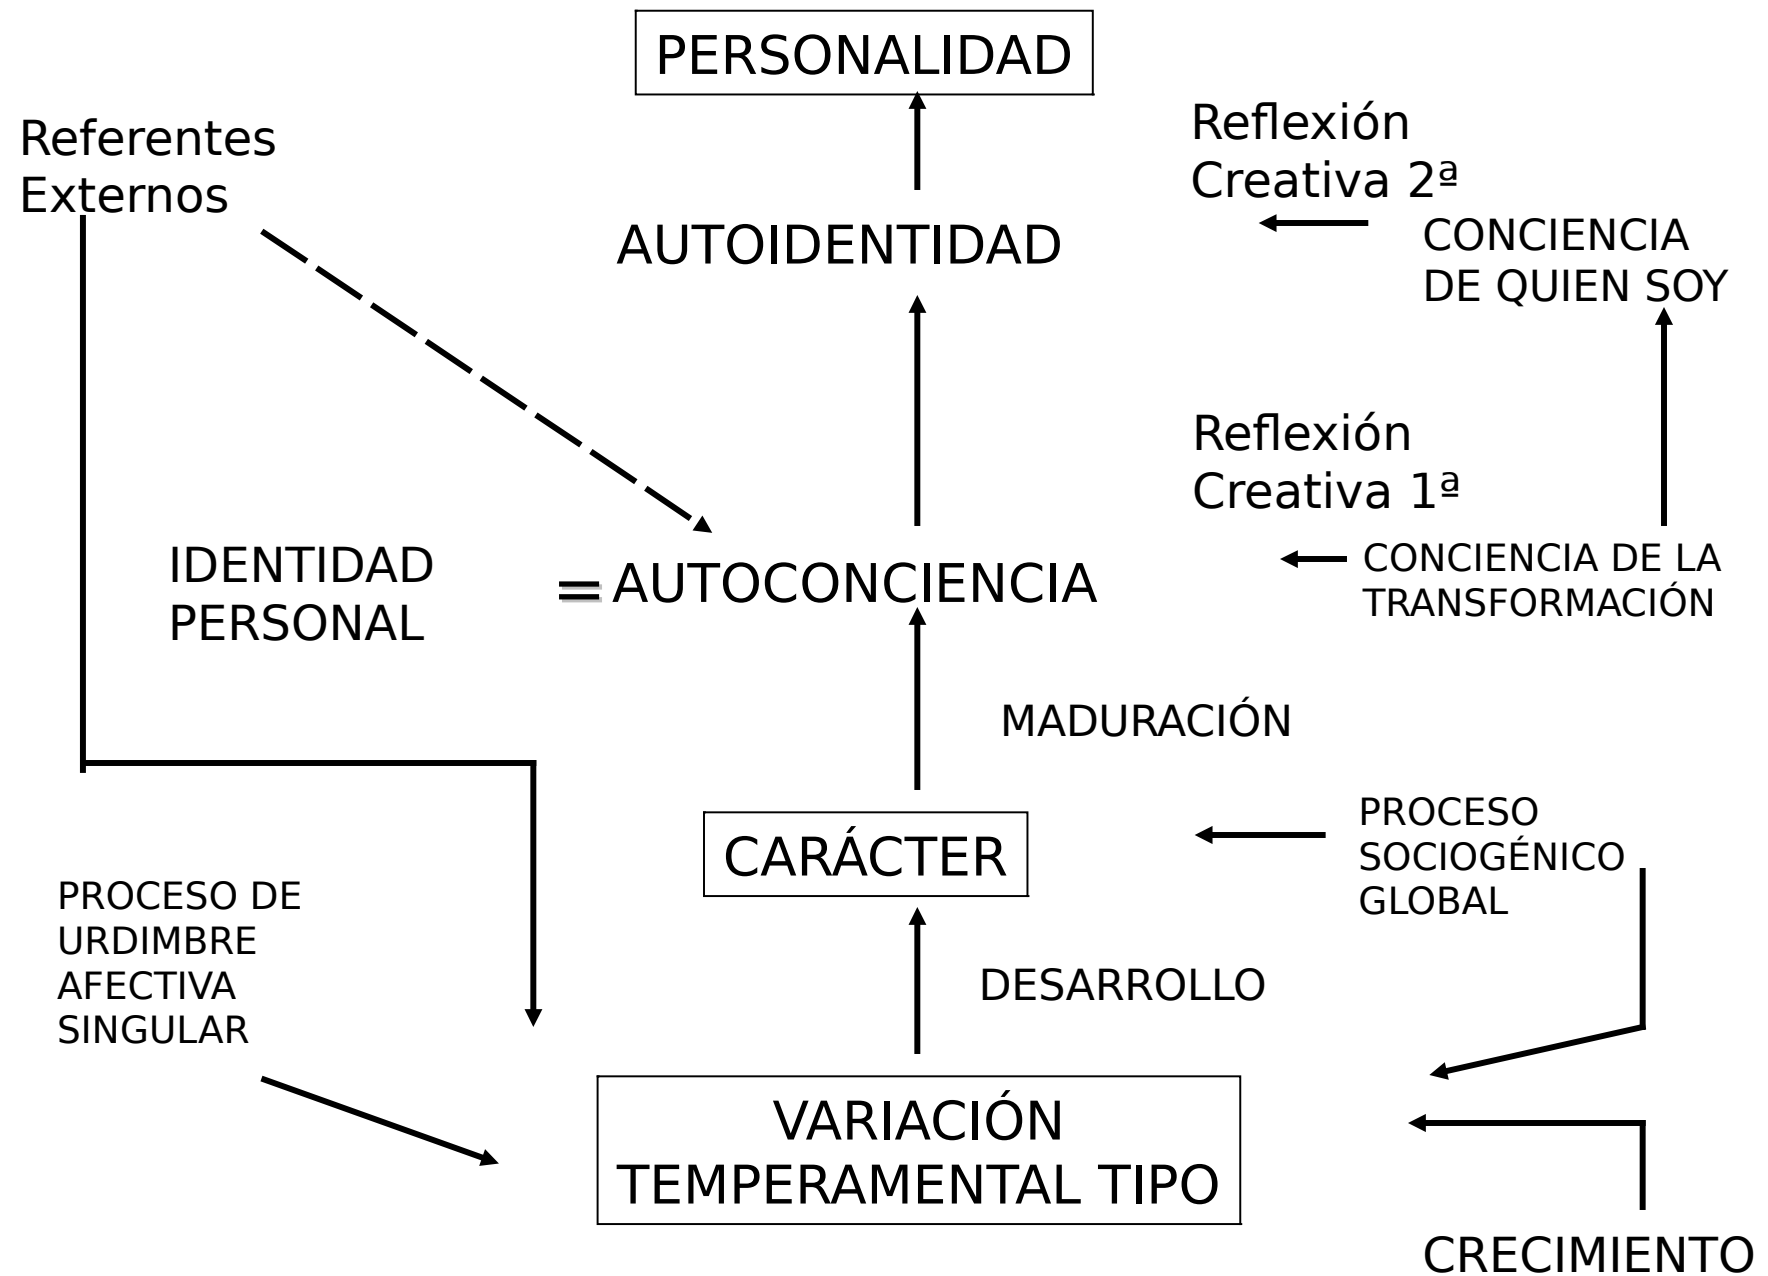 PERSONALIDAD
Referentes
Externos
Reflexión
Creativa 2ª
AUTOIDENTIDAD
CONCIENCIA
DE QUIEN SOY
Reflexión
Creativa 1ª
IDENTIDAD
PERSONAL
= AUTOCONCIENCIA
CONCIENCIA DE LA
TRANSFORMACIÓN
MADURACIÓN
CARÁCTER
PROCESO
SOCIOGÉNICO
GLOBAL
PROCESO DE
URDIMBRE
AFECTIVA
SINGULAR
DESARROLLO
VARIACIÓN
TEMPERAMENTAL TIPO
CRECIMIENTO